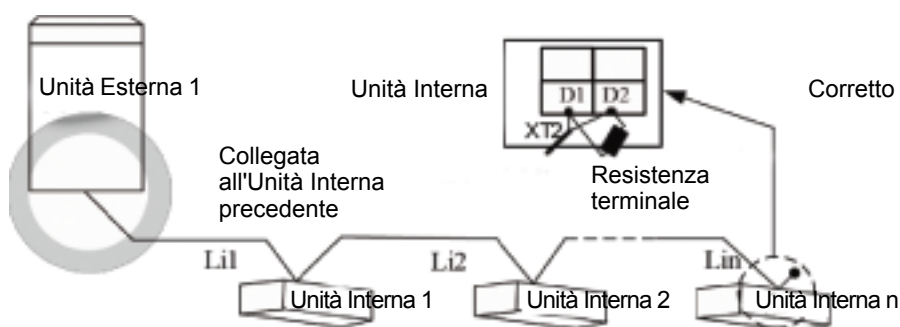 Unità Esterna 1
Unità Interna
D1 D2
XT2
Corretto
Collegata
all'Unità Interna
precedente
Resistenza
terminale
Li1
Li2
Lin
Unità Interna 1
Unità Interna 2
Unità Interna n